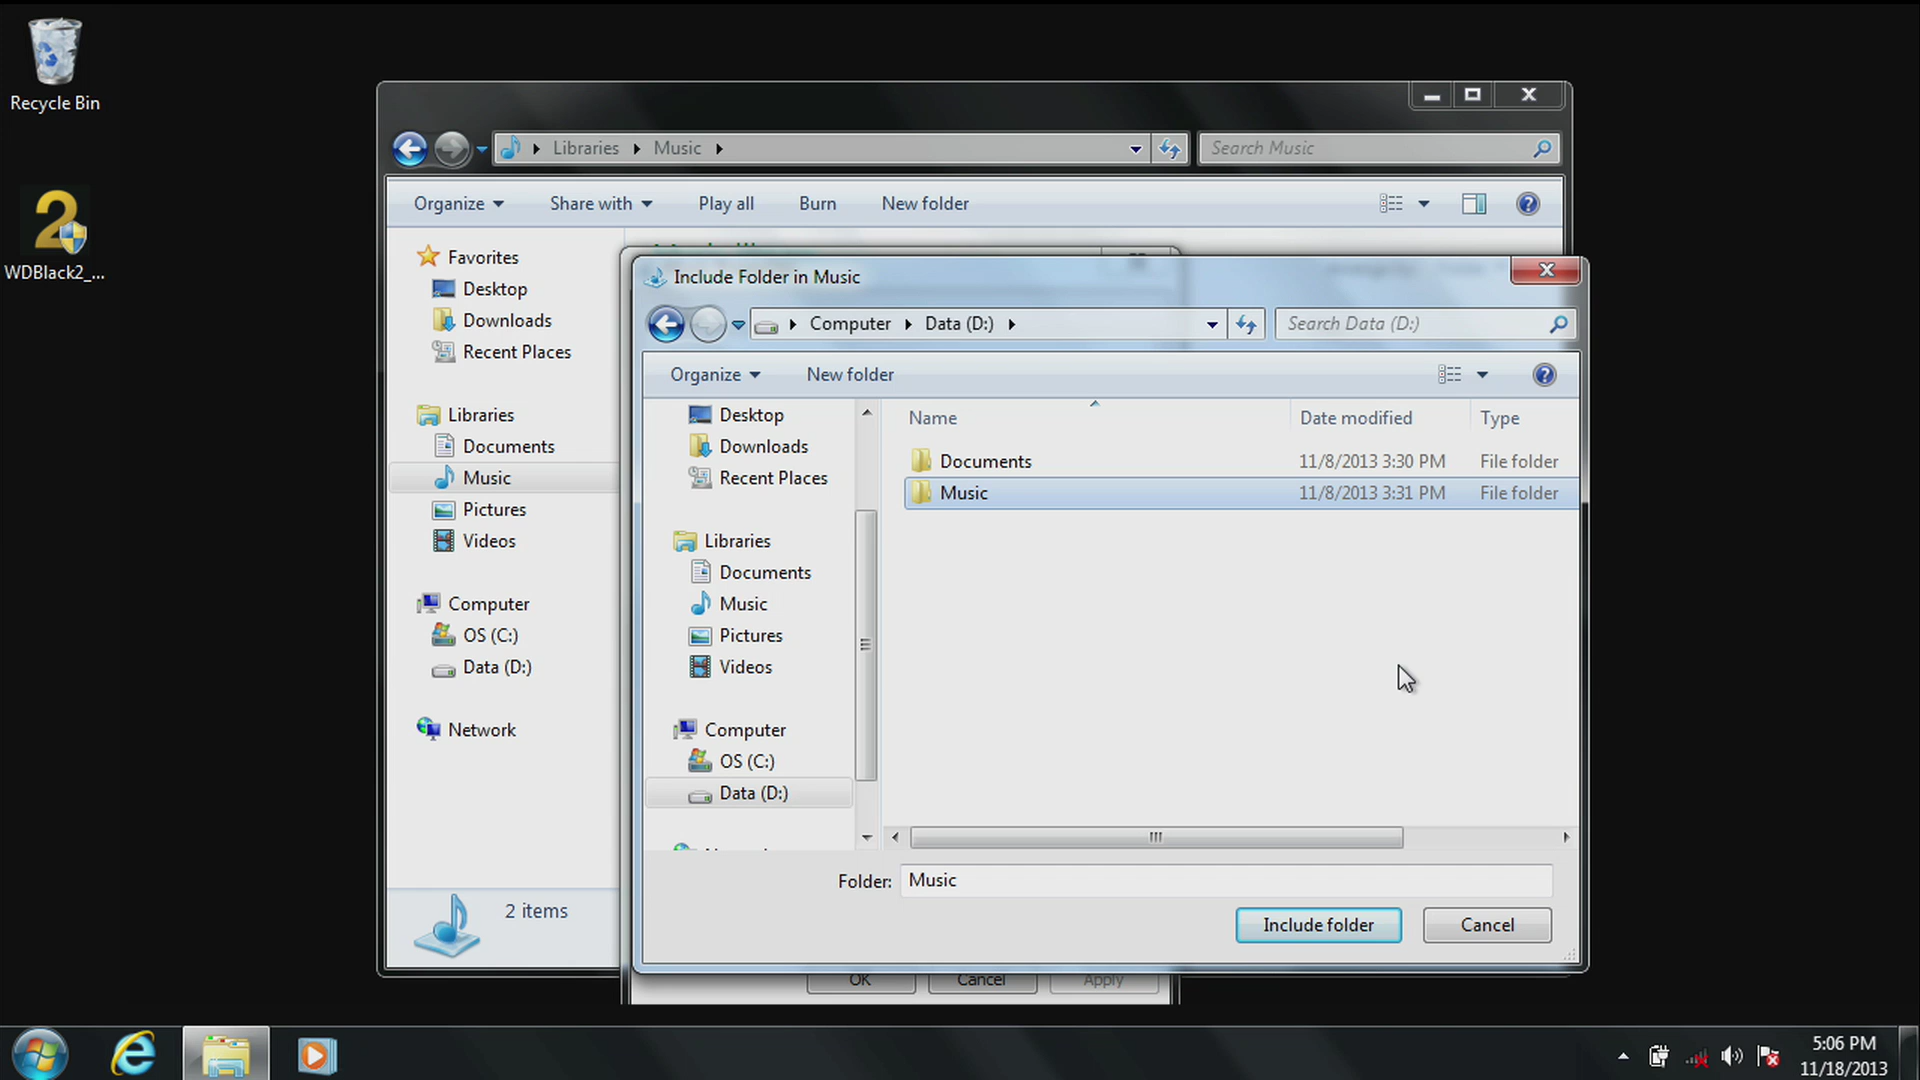 Recycle Bin
WDBlack2_...
Libraries Music
Search Music
Organize Share with Play all Burn New folder
Favorites
Desktop
Downloads
Recent Places
Libraries
Documents
Music
Pictures
Videos
Computer
OS (C:)
Data (D:)
Network
2 items
Include Folder in Music
Computer Data (D:)
Search Data (D:)
Organize New folder
Desktop
Downloads
Recent Places
Libraries
Documents
Music
Pictures
Videos
Computer
OS (C:)
Data (D:)
Name Date modified Type
Documents 11/8/2013 3:30 PM File folder
Music 11/8/2013 3:31 PM File folder
Folder: Music
Include folder Cancel
OK Cancel Apply
5:06 PM
11/18/2013